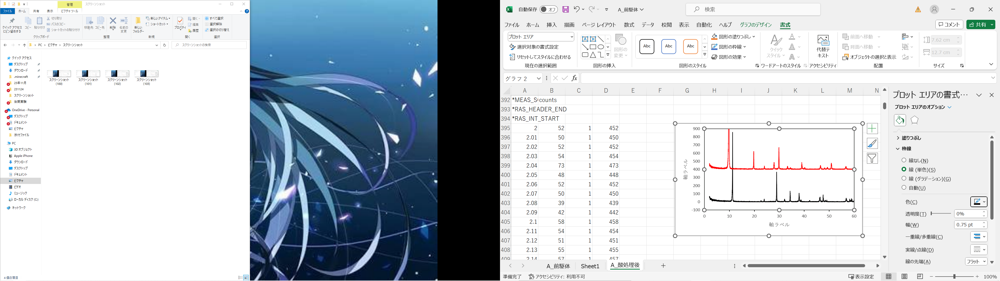 管理
スクリーンショット
ファイル
ホーム
共有
表示
ピクチャ ツール
クイック アクセス
にピン留めする
コピー
貼り付け
切り取り
パスのコピー
ショートカットの貼り付け
クリップボード
移動先
コピー先
削除
名前の
変更
整理
新しい
フォルダー
新しいアイテム
ショートカット
新規
プロパティ
開く
編集
履歴
開く
すべて選択
選択解除
選択の切り替え
選択
PC
ピクチャ
スクリーンショット
スクリーンショットの検索
クイック アクセス
デスクトップ
ダウンロード
.minecraft
23年11月
231124
スクリーンショット
後期実験
OneDrive - Personal
デスクトップ
ドキュメント
ピクチャ
添付ファイル
PC
3D オブジェクト
Apple iPhone
ダウンロード
デスクトップ
ドキュメント
ピクチャ
ビデオ
ミュージック
ローカル ディスク (C:)
ネットワーク
スクリーンショット
(100)
スクリーンショット
(101)
スクリーンショット
(102)
スクリーンショット
(103)
4 個の項目
自動保存
オフ
A_前駆体
検索
ファイル ホーム 挿入 描画 ページ レイアウト 数式 データ 校閲 表示 自動化 ヘルプ グラフのデザイン 書式
コメント
共有
プロット エリア
選択対象の書式設定
リセットしてスタイルに合わせる
現在の選択範囲
図形の
変更
図形の挿入
Abc Abc Abc
図形の塗りつぶし
図形の枠線
図形の効果
図形のスタイル
クイック
スタイル
ワードアートのスタイル
代替テ
キスト
アクセシビリティ
前面へ移動
背面へ移動
オブジェクトの選択と表示
配置
7.62 cm
12.7 cm
サイズ
グラフ 2
fx
A B C D E F G H I J K L M N
392 *MEAS_S counts
393 *RAS_HEADER_END
394 *RAS_INT_START
395 2 52 1 452
396 2.01 50 1 450
397 2.02 52 1 452
398 2.03 54 1 454
399 2.04 73 1 473
400 2.05 48 1 448
401 2.06 52 1 452
402 2.07 50 1 450
403 2.08 39 1 439
404 2.09 42 1 442
405 2.1 58 1 458
406 2.11 54 1 454
407 2.12 51 1 451
408 2.13 55 1 455
409 2.14 57 1 457
900
800
700
600
500
400
300
200
100
0
-100
0 10 20 30 40 50 60
軸ラベル
軸ラベル
プロット エリアの書式…
プロット エリアのオプション
塗りつぶし
枠線
線なし(N)
線 (単色)(S)
線 (グラデーション)(G)
自動(U)
色(C)
透明度(T)
0%
幅(W)
0.75 pt
一重線/多重線(C)
実線/点線(D)
線の先端(A)
フラット
A_前駆体
Sheet1
A_酸処理後
準備完了
アクセシビリティ: 利用不可
表示設定
100%